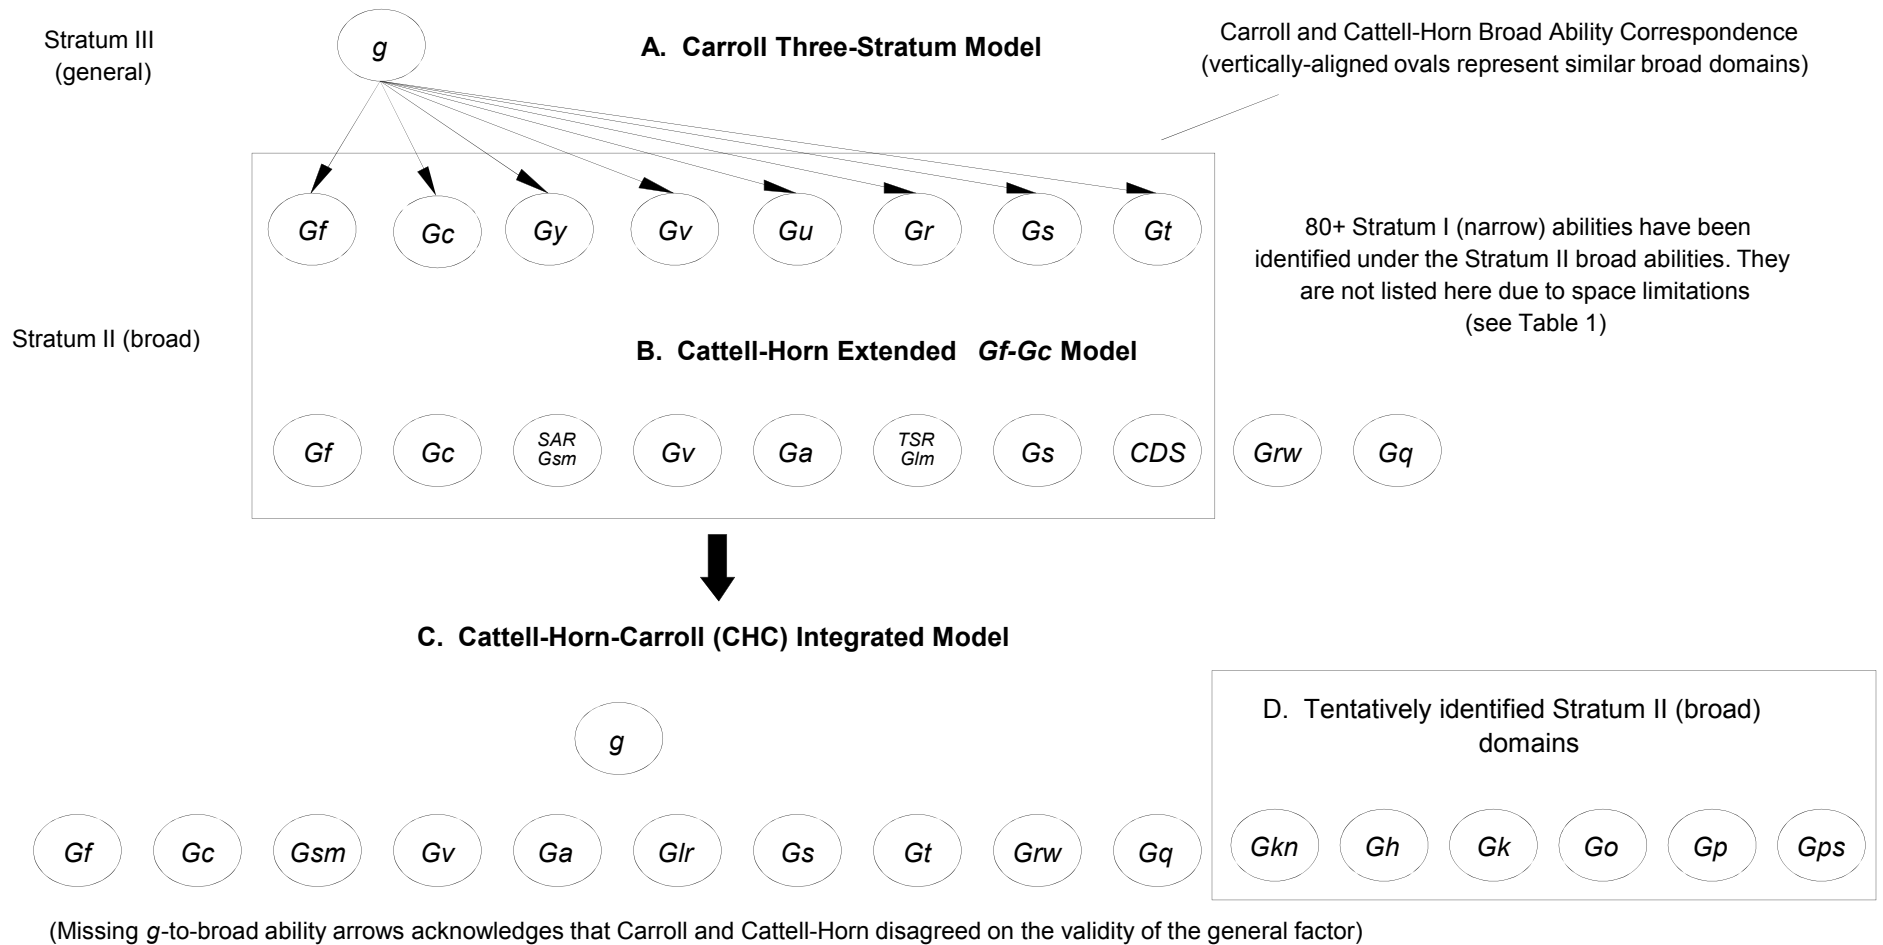 Stratum III
(general)
g
A. Carroll Three-Stratum Model
Carroll and Cattell-Horn Broad Ability Correspondence
(vertically-aligned ovals represent similar broad domains)
Gf Gc Gy Gv Gu Gr Gs Gt
80+ Stratum I (narrow) abilities have been
identified under the Stratum II broad abilities. They
are not listed here due to space limitations
(see Table 1)
Stratum II (broad)
B. Cattell-Horn Extended Gf-Gc Model
Gf Gc SAR Gsm Gv Ga TSR Glm Gs CDS Grw Gq
C. Cattell-Horn-Carroll (CHC) Integrated Model
g
D. Tentatively identified Stratum II (broad)
domains
Gf Gc Gsm Gv Ga Glr Gs Gt Grw Gq Gkn Gh Gk Go Gp Gps
(Missing g-to-broad ability arrows acknowledges that Carroll and Cattell-Horn disagreed on the validity of the general factor)